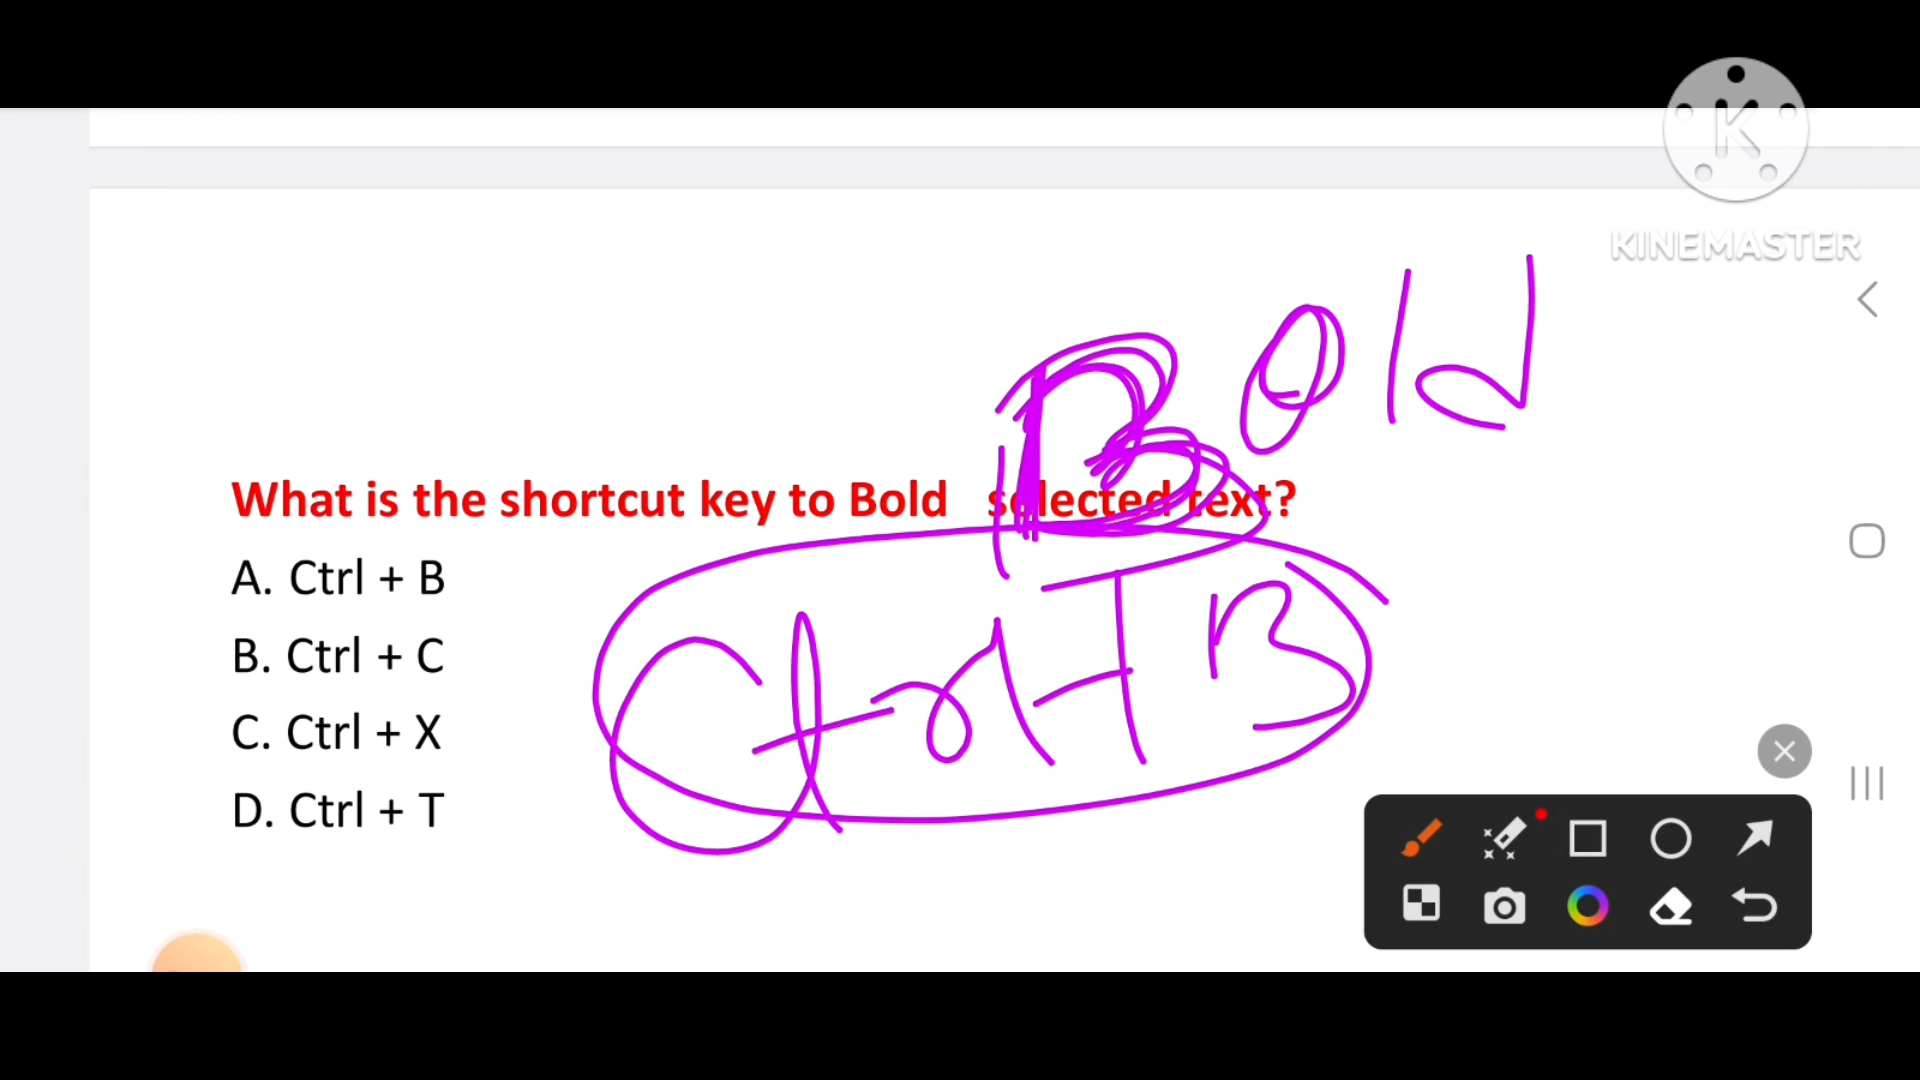 K
KINEMASTER
BOld
What is the shortcut key to Bold selected text?
A. Ctrl + B
B. Ctrl + C
C. Ctrl + X
D. Ctrl + T
Ctrl+B